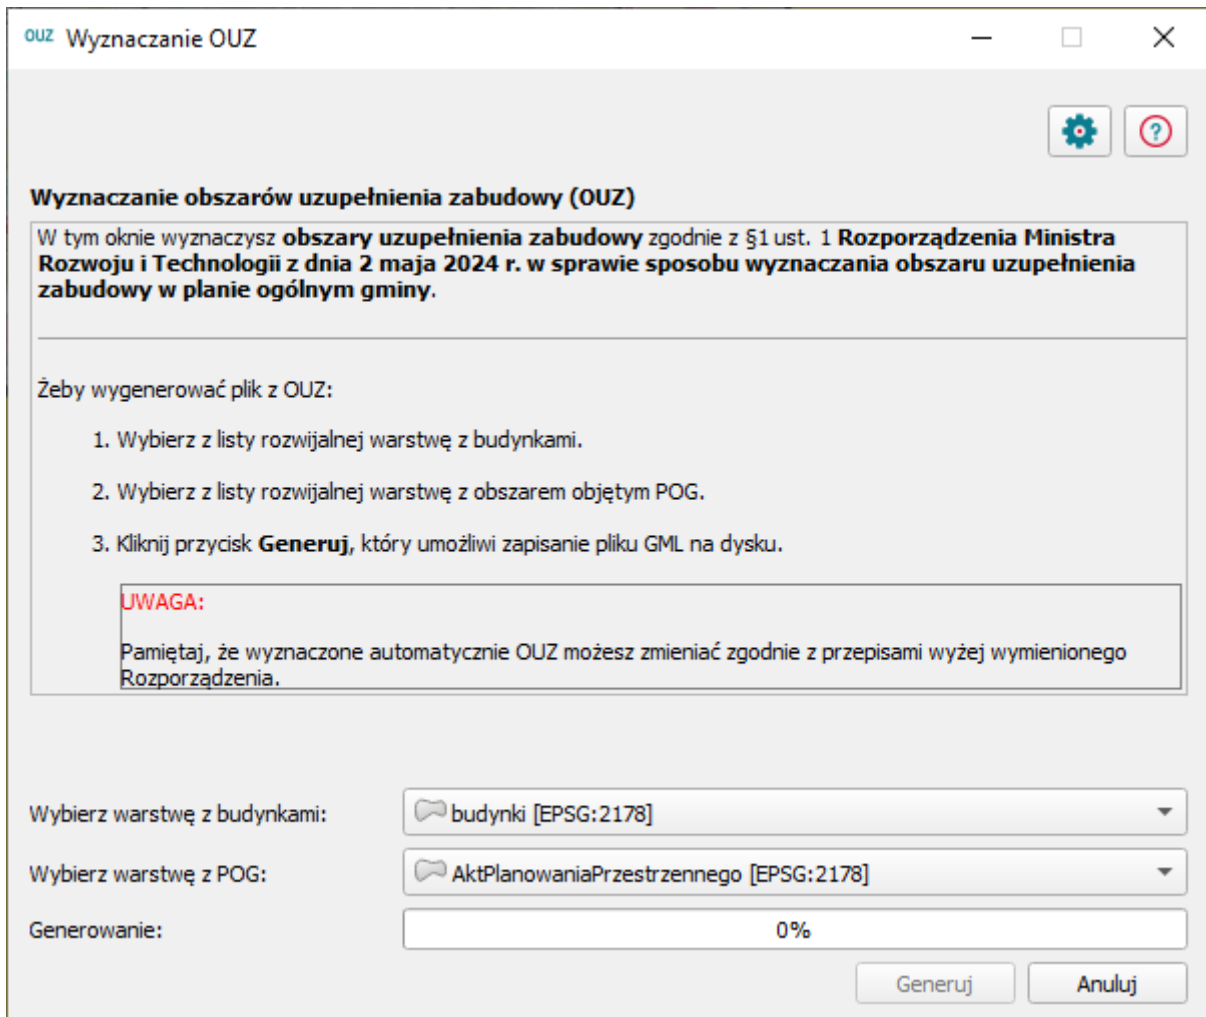 OUZ Wyznaczanie OUZ
Wyznaczanie obszarów uzupełnienia zabudowy (OUZ)
W tym oknie wyznaczysz obszary uzupełnienia zabudowy zgodnie z §1 ust. 1 Rozporządzenia Ministra
Rozwoju i Technologii z dnia 2 maja 2024 r. w sprawie sposobu wyznaczania obszaru uzupełnienia
zabudowy w planie ogólnym gminy.
Żeby wygenerować plik z OUZ:
1. Wybierz z listy rozwijalnej warstwę z budynkami.
2. Wybierz z listy rozwijalnej warstwę z obszarem objętym POG.
3. Kliknij przycisk Generuj, który umożliwi zapisanie pliku GML na dysku.
UWAGA:
Pamiętaj, że wyznaczone automatycznie OUZ możesz zmieniać zgodnie z przepisami wyżej wymienionego
Rozporządzenia.
Wybierz warstwę z budynkami: budynki [EPSG:2178]
Wybierz warstwę z POG: AktPlanowaniaPrzestrzennego [EPSG:2178]
Generowanie: 0%
Generuj Anuluj